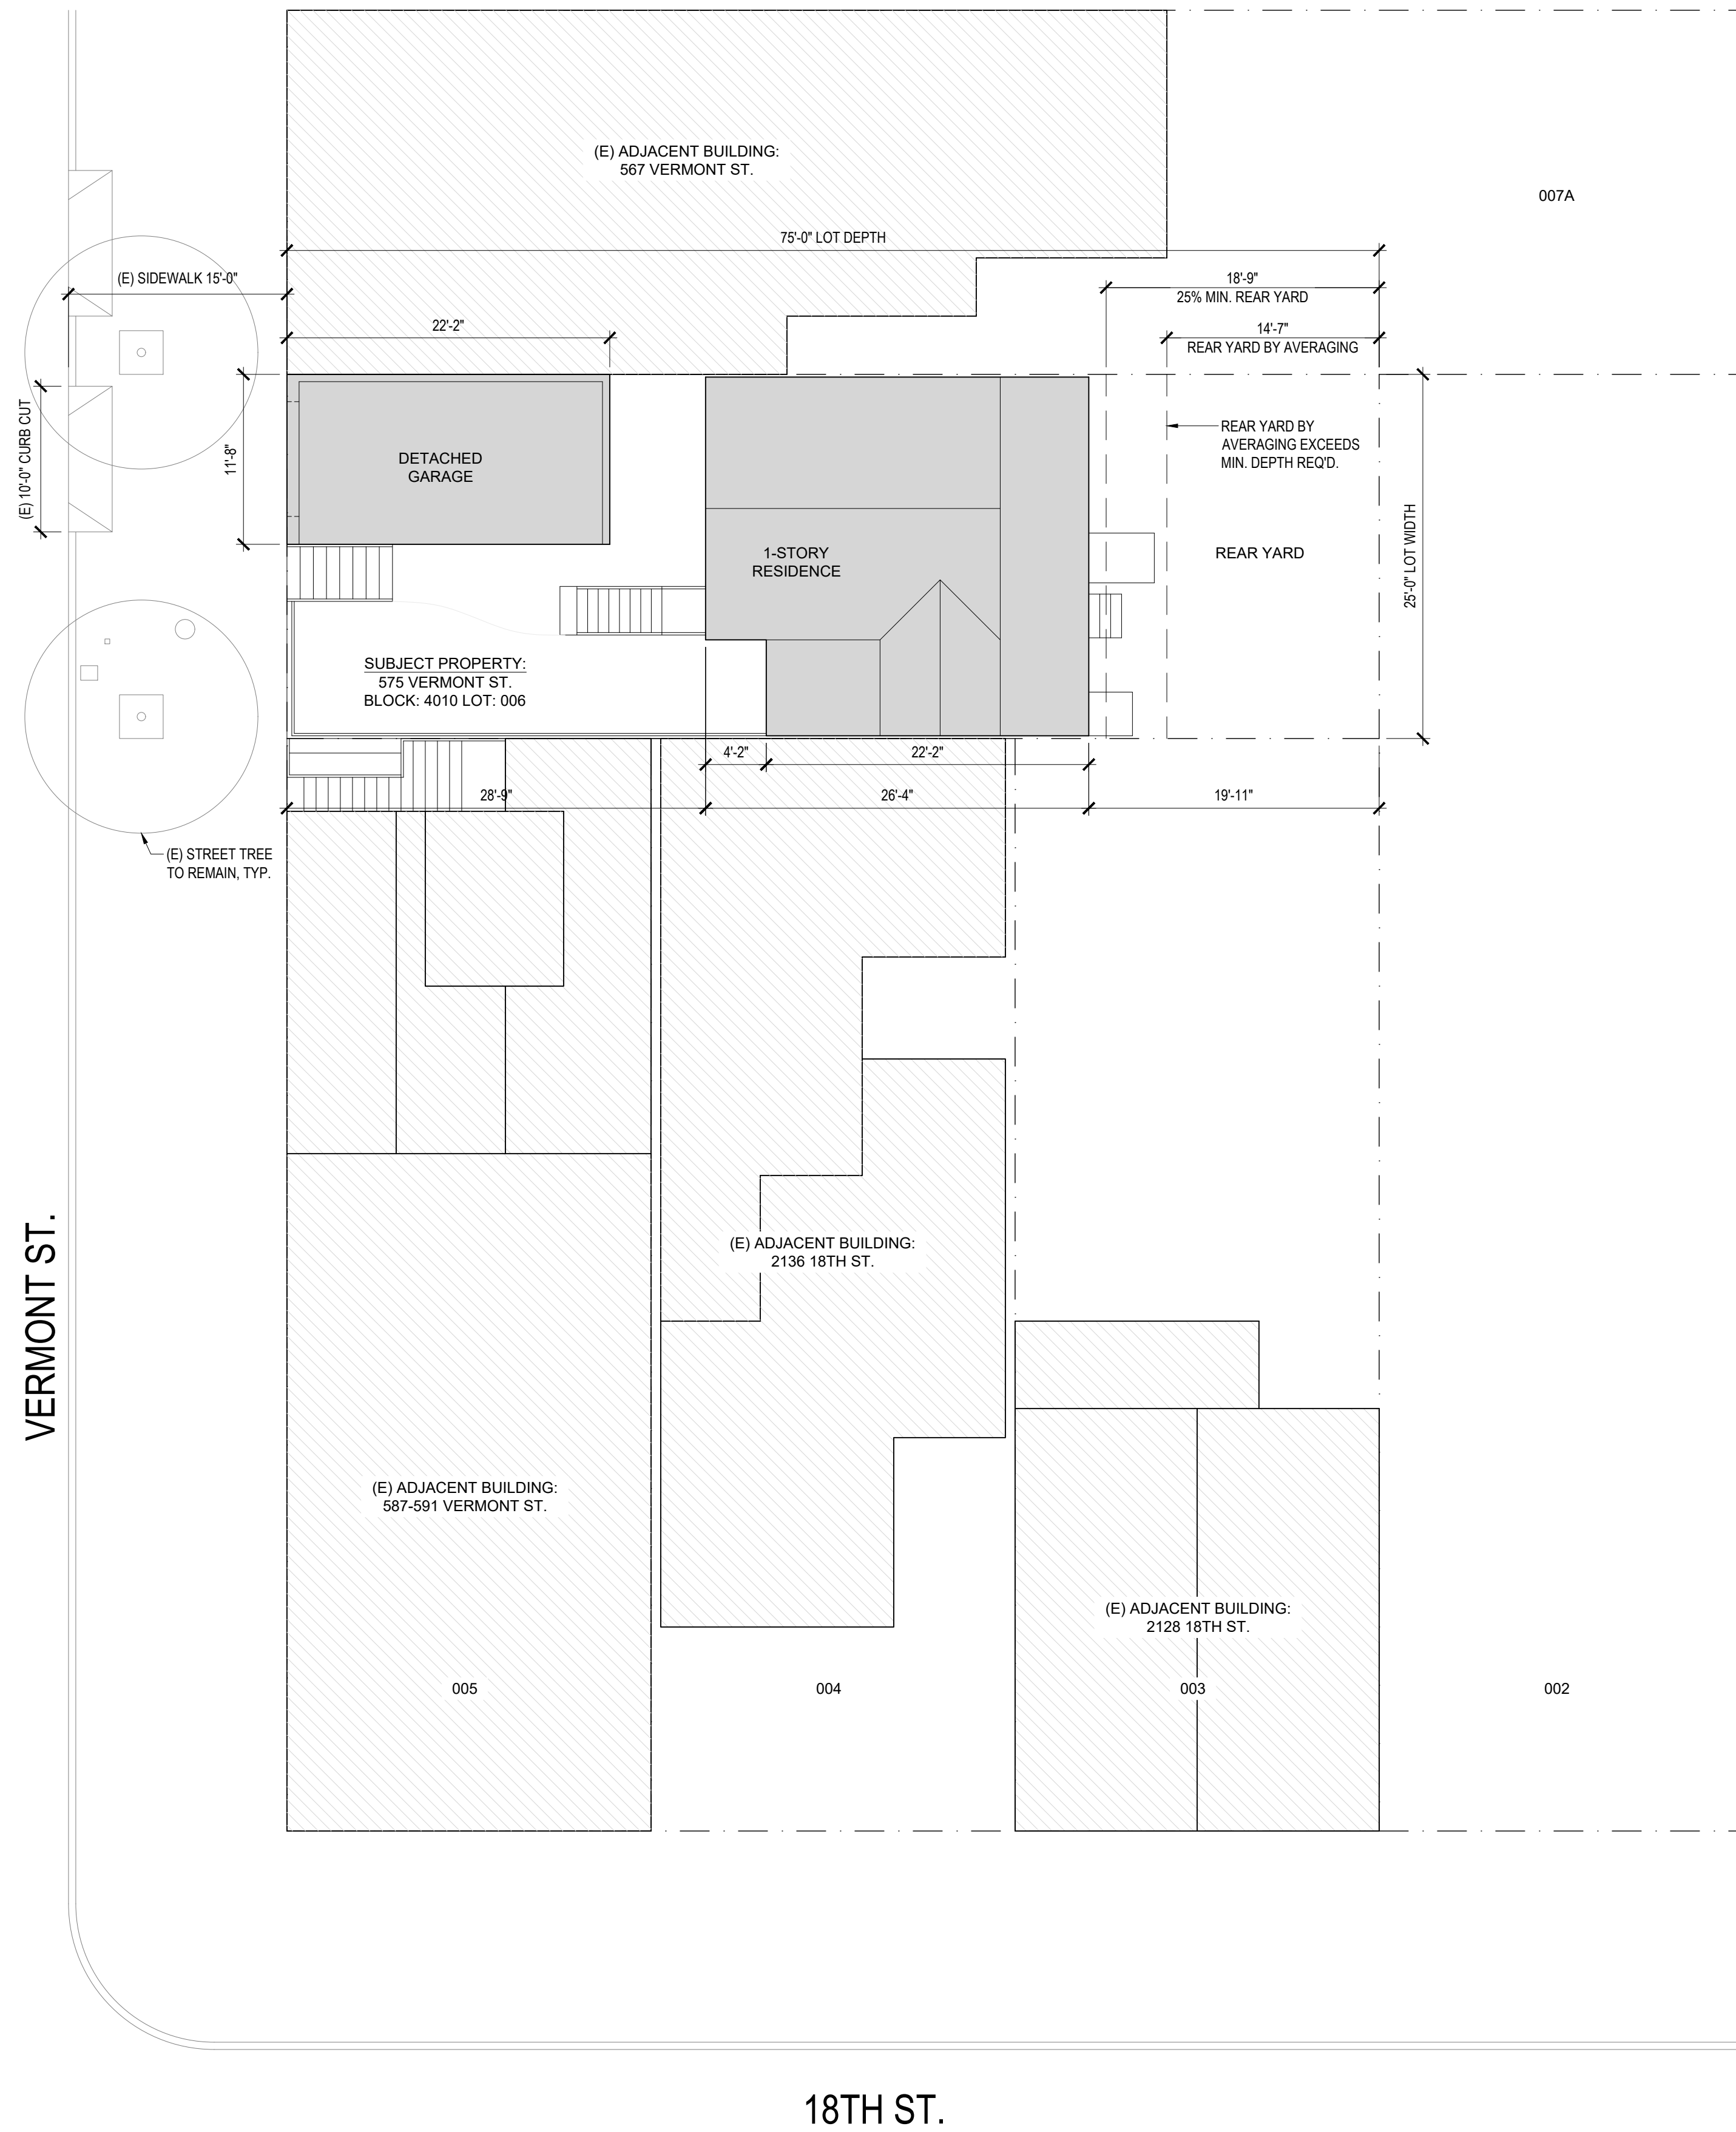 (E) ADJACENT BUILDING:
567 VERMONT ST.
007A
75'-0" LOT DEPTH
(E) SIDEWALK 15'-0"
18'-9"
25% MIN. REAR YARD
22'-2"
14'-7"
REAR YARD BY AVERAGING
(E) 10'-0" CURB CUT
11'-8"
DETACHED
GARAGE
REAR YARD BY
AVERAGING EXCEEDS
MIN. DEPTH REQ'D.
1-STORY
RESIDENCE
REAR YARD
25'-0" LOT WIDTH
SUBJECT PROPERTY:
575 VERMONT ST.
BLOCK: 4010 LOT: 006
4'-2"
22'-2"
28'-9"
26'-4"
19'-11"
(E) STREET TREE
TO REMAIN, TYP.
(E) ADJACENT BUILDING:
2136 18TH ST.
VERMONT ST.
(E) ADJACENT BUILDING:
587-591 VERMONT ST.
(E) ADJACENT BUILDING:
2128 18TH ST.
005
004
003
002
18TH ST.